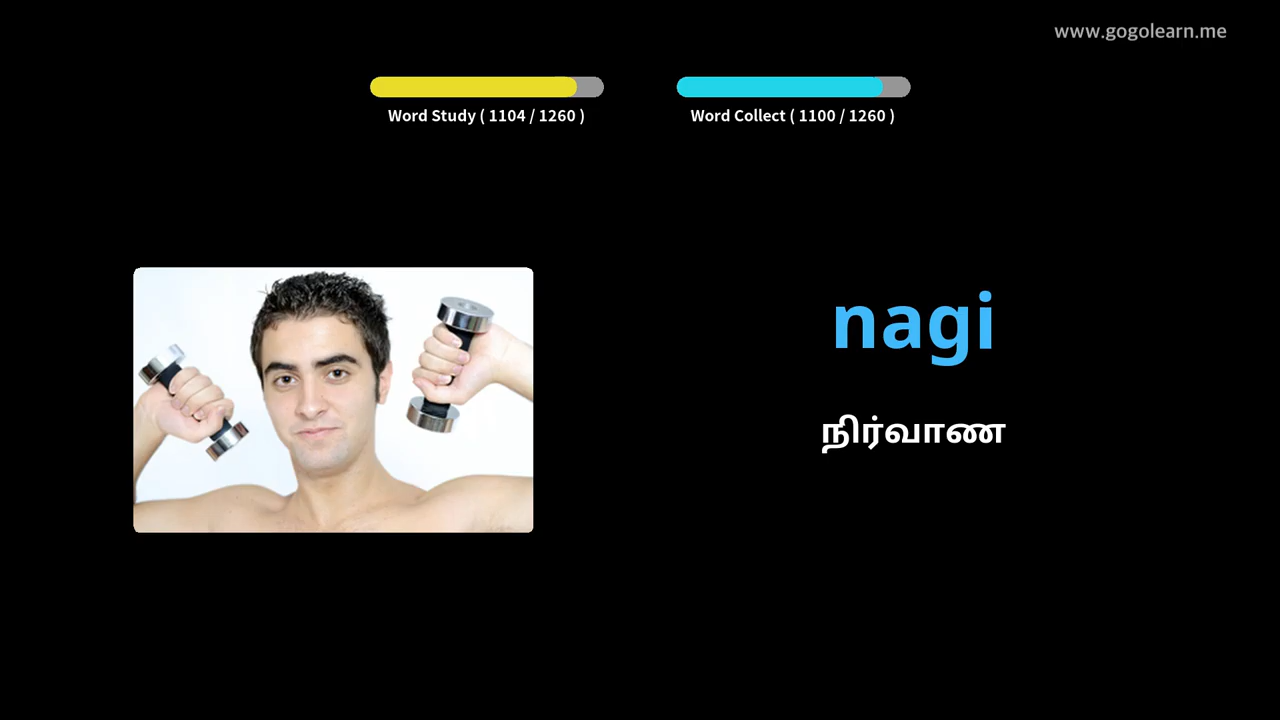 www.gogolearn.me
Word Study ( 1104 / 1260 )
Word Collect ( 1100 / 1260 )
nagi
நிர்வாண